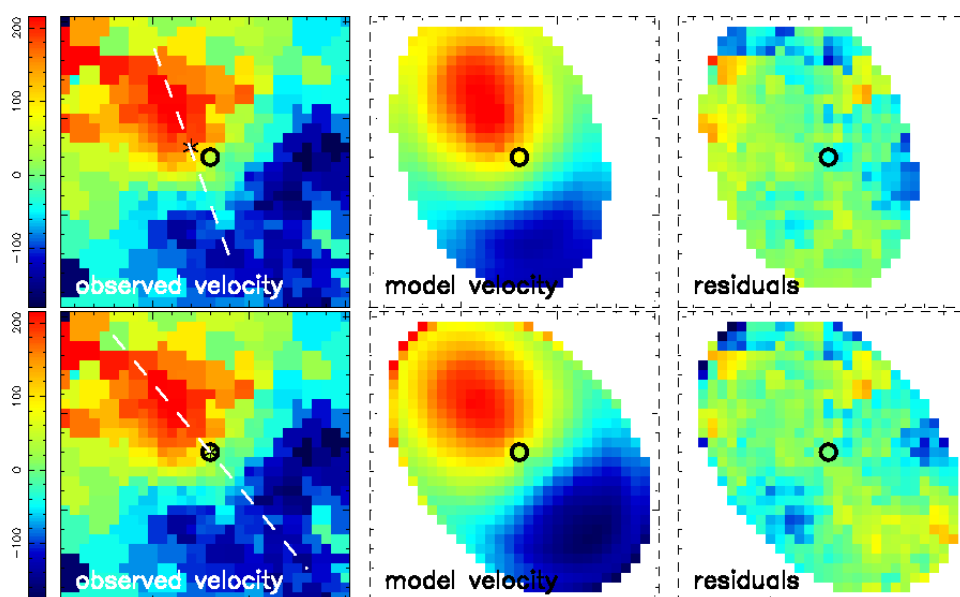 200
100
0
−100
observed velocity
model velocity
residuals
200
100
0
−100
observed velocity
model velocity
residuals